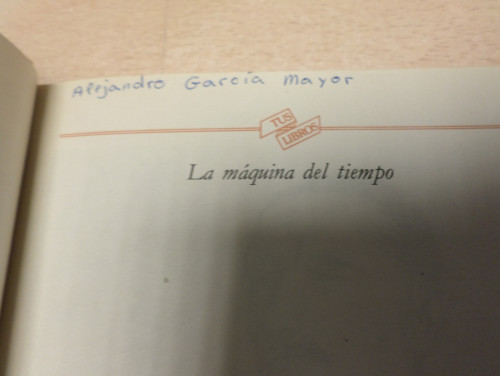 Alejandro García Mayor
TUS
LIBROS
La máquina del tiempo